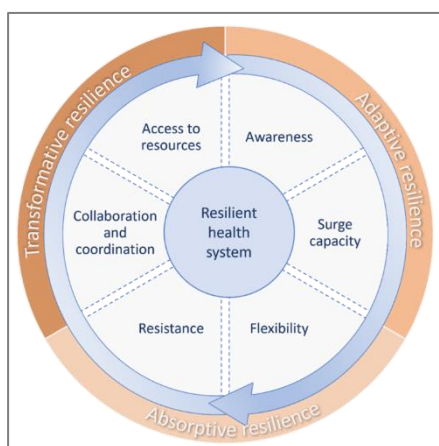 Transformative resilience
Adaptive resilience
Access to
resources
Awareness
Collaboration
and
coordination
Resilient
health
system
Surge
capacity
Resistance
Flexibility
Absorptive resilience